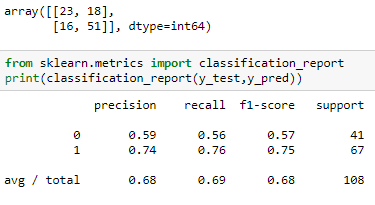 array([[23, 18],
       [16, 51]], dtype=int64)
from sklearn.metrics import classification_report
print(classification_report(y_test,y_pred))
             precision    recall  f1-score   support
          0       0.59      0.56      0.57        41
          1       0.74      0.76      0.75        67
avg / total       0.68      0.69      0.68       108